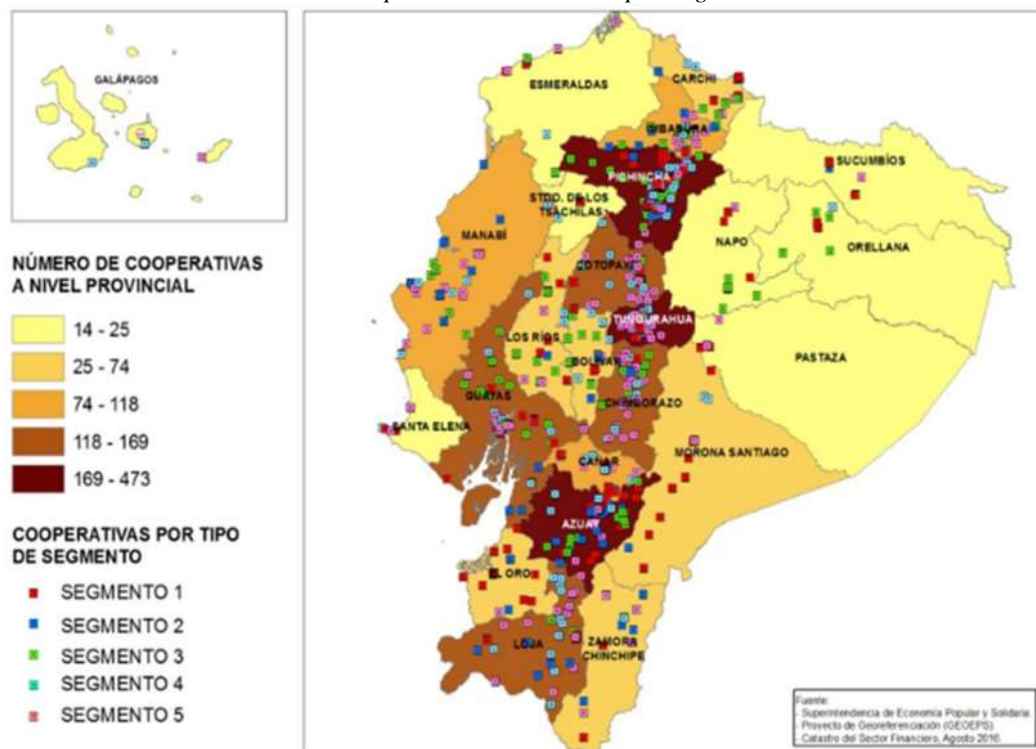 GALÁPAGOS
NÚMERO DE COOPERATIVAS
A NIVEL PROVINCIAL
14 - 25
25 - 74
74 - 118
118 - 169
169 - 473
COOPERATIVAS POR TIPO
DE SEGMENTO
SEGMENTO 1
SEGMENTO 2
SEGMENTO 3
SEGMENTO 4
SEGMENTO 5
ESMERALDAS
CARCHI
IMBABURA
SUCUMBÍOS
PICHINCHA
STDO. DE LOS
TSÁCHILAS
NAPO
ORELLANA
MANABÍ
COTOPAXI
TUNGURAHUA
LOS RÍOS
PASTAZA
BOLIVAR
GUAYAS
CHIMBORAZO
SANTA ELENA
MORONA SANTIAGO
CAÑAR
AZUAY
EL ORO
LOJA
ZAMORA
CHINCHIPE
Fuente:
- Superintendencia de Economía Popular y Solidaria.
- Proyecto de Georeferenciación (GEOEPS).
- Catastro del Sector Financiero, Agosto 2016.